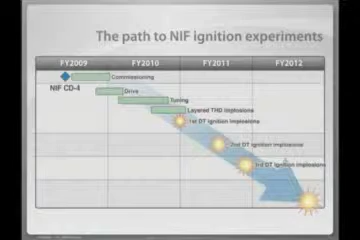 The path to NIF ignition experiments
FY2009 FY2010 FY2011 FY2012
Commissioning
NIF CD-4
Drive
Tuning
Layered THD implosions
1st DT ignition implosions
2nd DT ignition implosions
3rd DT ignition implosions